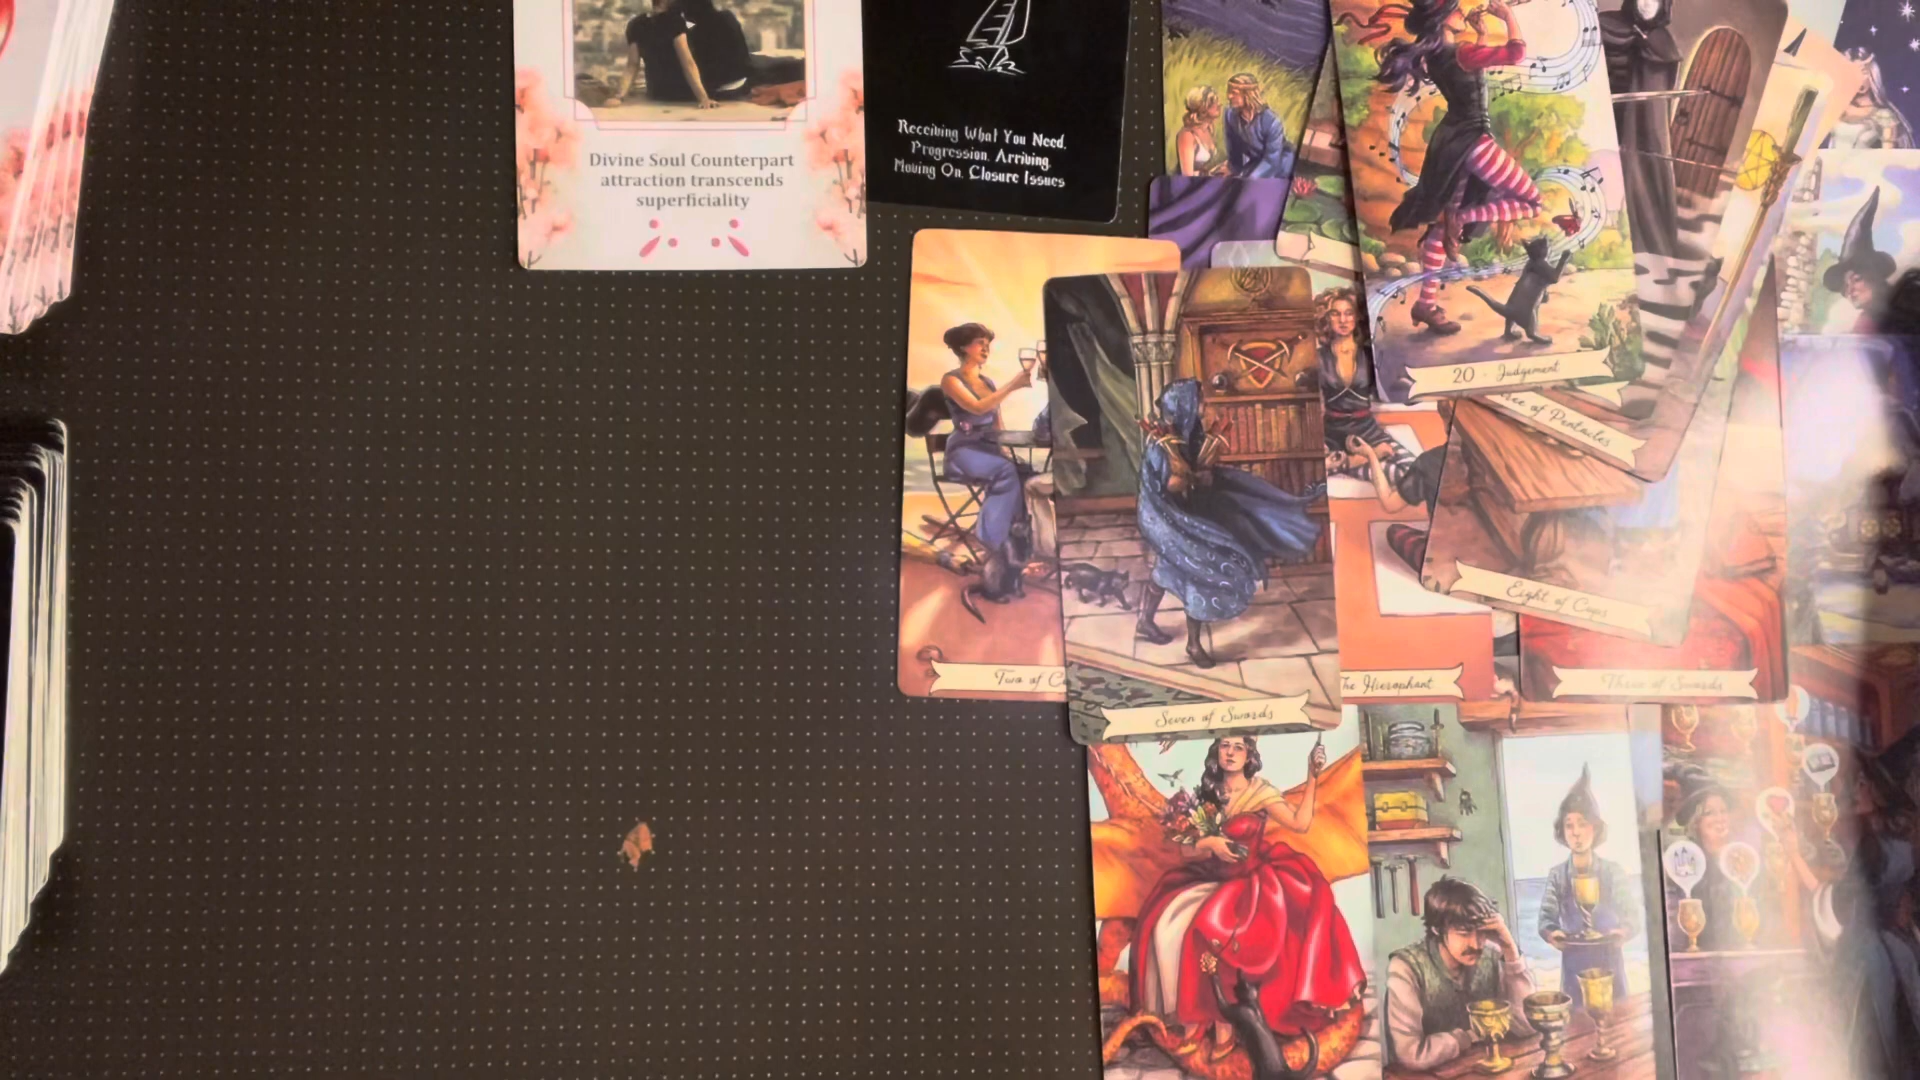 Divine Soul Counterpart
attraction transcends
superficiality
Receiving What You Need.
Progression. Arriving.
Moving On. Closure Issues
20 - Judgement
of Pentacles
Eight of Cups
Two of C
Seven of Swords
The Hierophant
Three of Swords